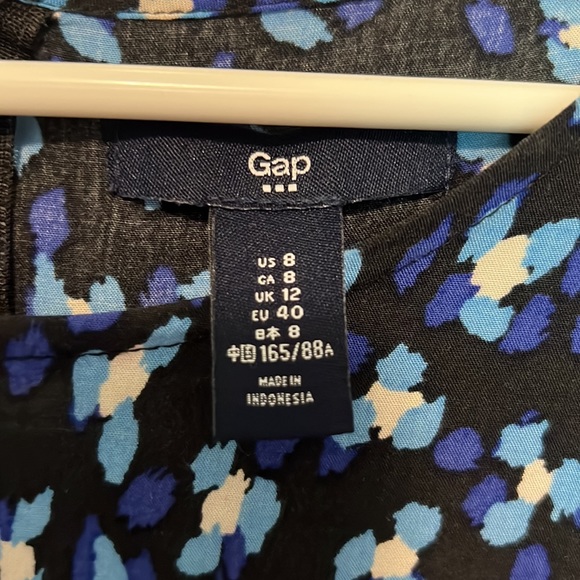 Gap
US 8
CA 8
UK 12
EU 40
日本 8
中国 165/88A
MADE IN
INDONESIA